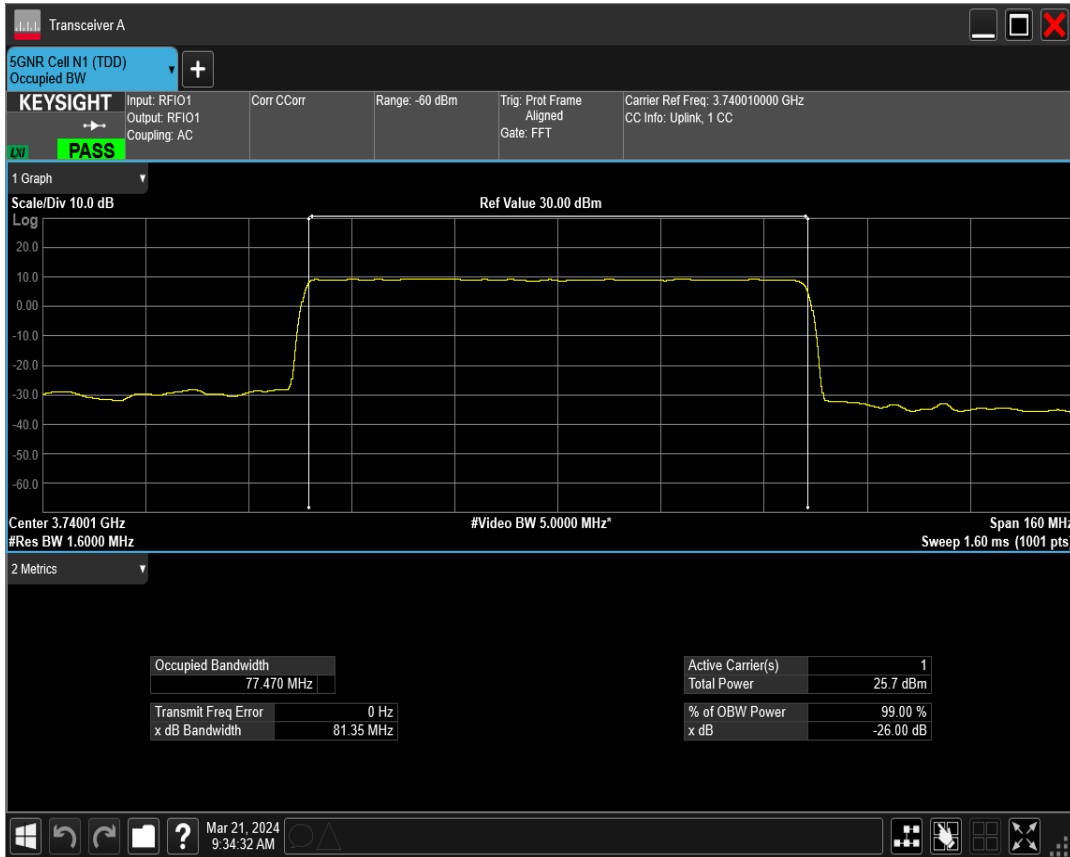 Transceiver A
5GNR Cell N1 (TDD)
Occupied BW
+
KEYSIGHT
LXI
PASS
Input: RFIO1
Output: RFIO1
Coupling: AC
Corr CCorr
Range: -60 dBm
Trig: Prot Frame
Aligned
Gate: FFT
Carrier Ref Freq: 3.740010000 GHz
CC Info: Uplink, 1 CC
1 Graph
Scale/Div 10.0 dB
Ref Value 30.00 dBm
Log
20.0
10.0
0.00
-10.0
-20.0
-30.0
-40.0
-50.0
-60.0
Center 3.74001 GHz
#Video BW 5.0000 MHz*
Span 160 MHz
#Res BW 1.6000 MHz
Sweep 1.60 ms (1001 pts)
2 Metrics
Occupied Bandwidth
77.470 MHz
Transmit Freq Error 0 Hz
x dB Bandwidth 81.35 MHz
Active Carrier(s) 1
Total Power 25.7 dBm
% of OBW Power 99.00 %
x dB -26.00 dB
?
Mar 21, 2024
9:34:32 AM